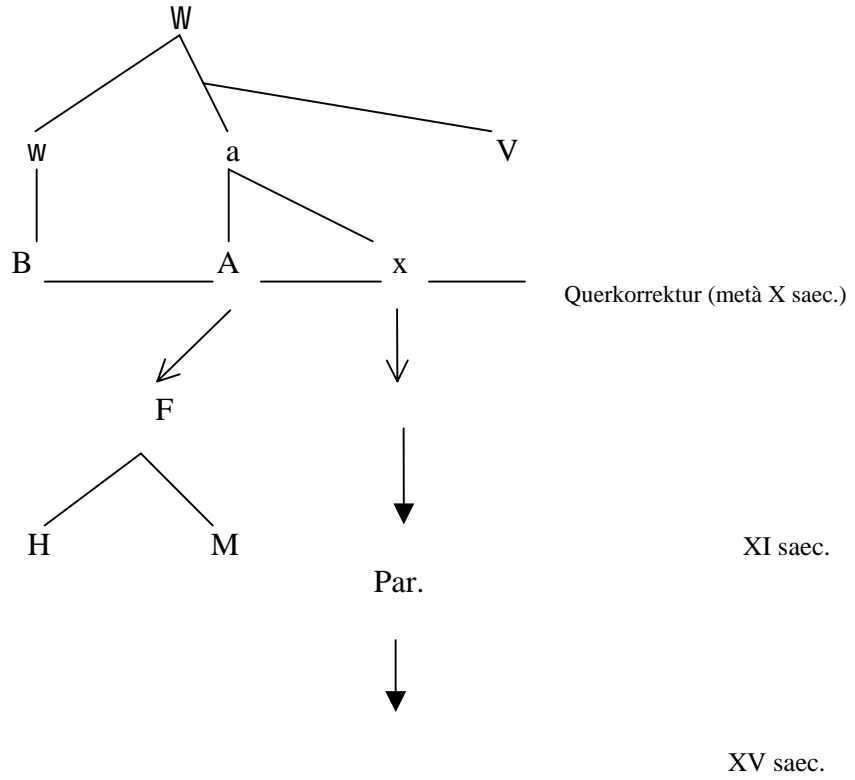 W
w a V
B A x
Querkorrektur (metà X saec.)
F
H M XI saec.
Par.
XV saec.